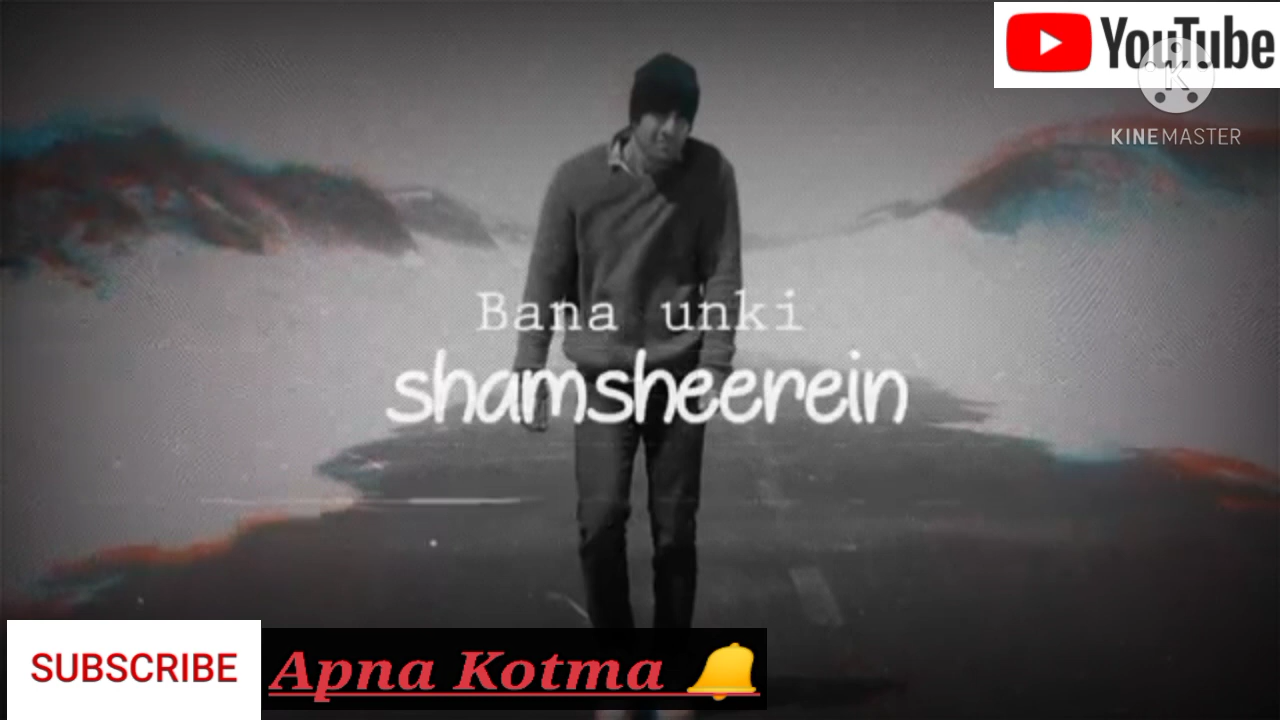 YouTube
K
KINEMASTER
Bana unki
shamsheerein
SUBSCRIBE
Apna Kotma 🔔